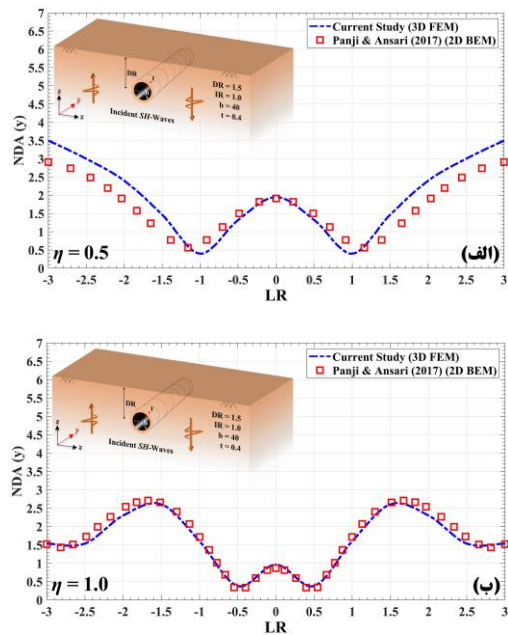 7
6.5
6
5.5
5
4.5
4
3.5
3
2.5
2
1.5
1
0.5
0
NDA (y)
Current Study (3D FEM)
Panji & Ansari (2017) (2D BEM)
DR
r
DR = 1.5
IR = 1.0
b = 40
t = 0.4
z
y
x
Incident SH-Waves
η = 0.5
(الف)
-3 -2.5 -2 -1.5 -1 -0.5 0 0.5 1 1.5 2 2.5 3
LR
7
6.5
6
5.5
5
4.5
4
3.5
3
2.5
2
1.5
1
0.5
0
NDA (y)
Current Study (3D FEM)
Panji & Ansari (2017) (2D BEM)
DR
r
DR = 1.5
IR = 1.0
b = 40
t = 0.4
z
y
x
Incident SH-Waves
η = 1.0
(ب)
-3 -2.5 -2 -1.5 -1 -0.5 0 0.5 1 1.5 2 2.5 3
LR